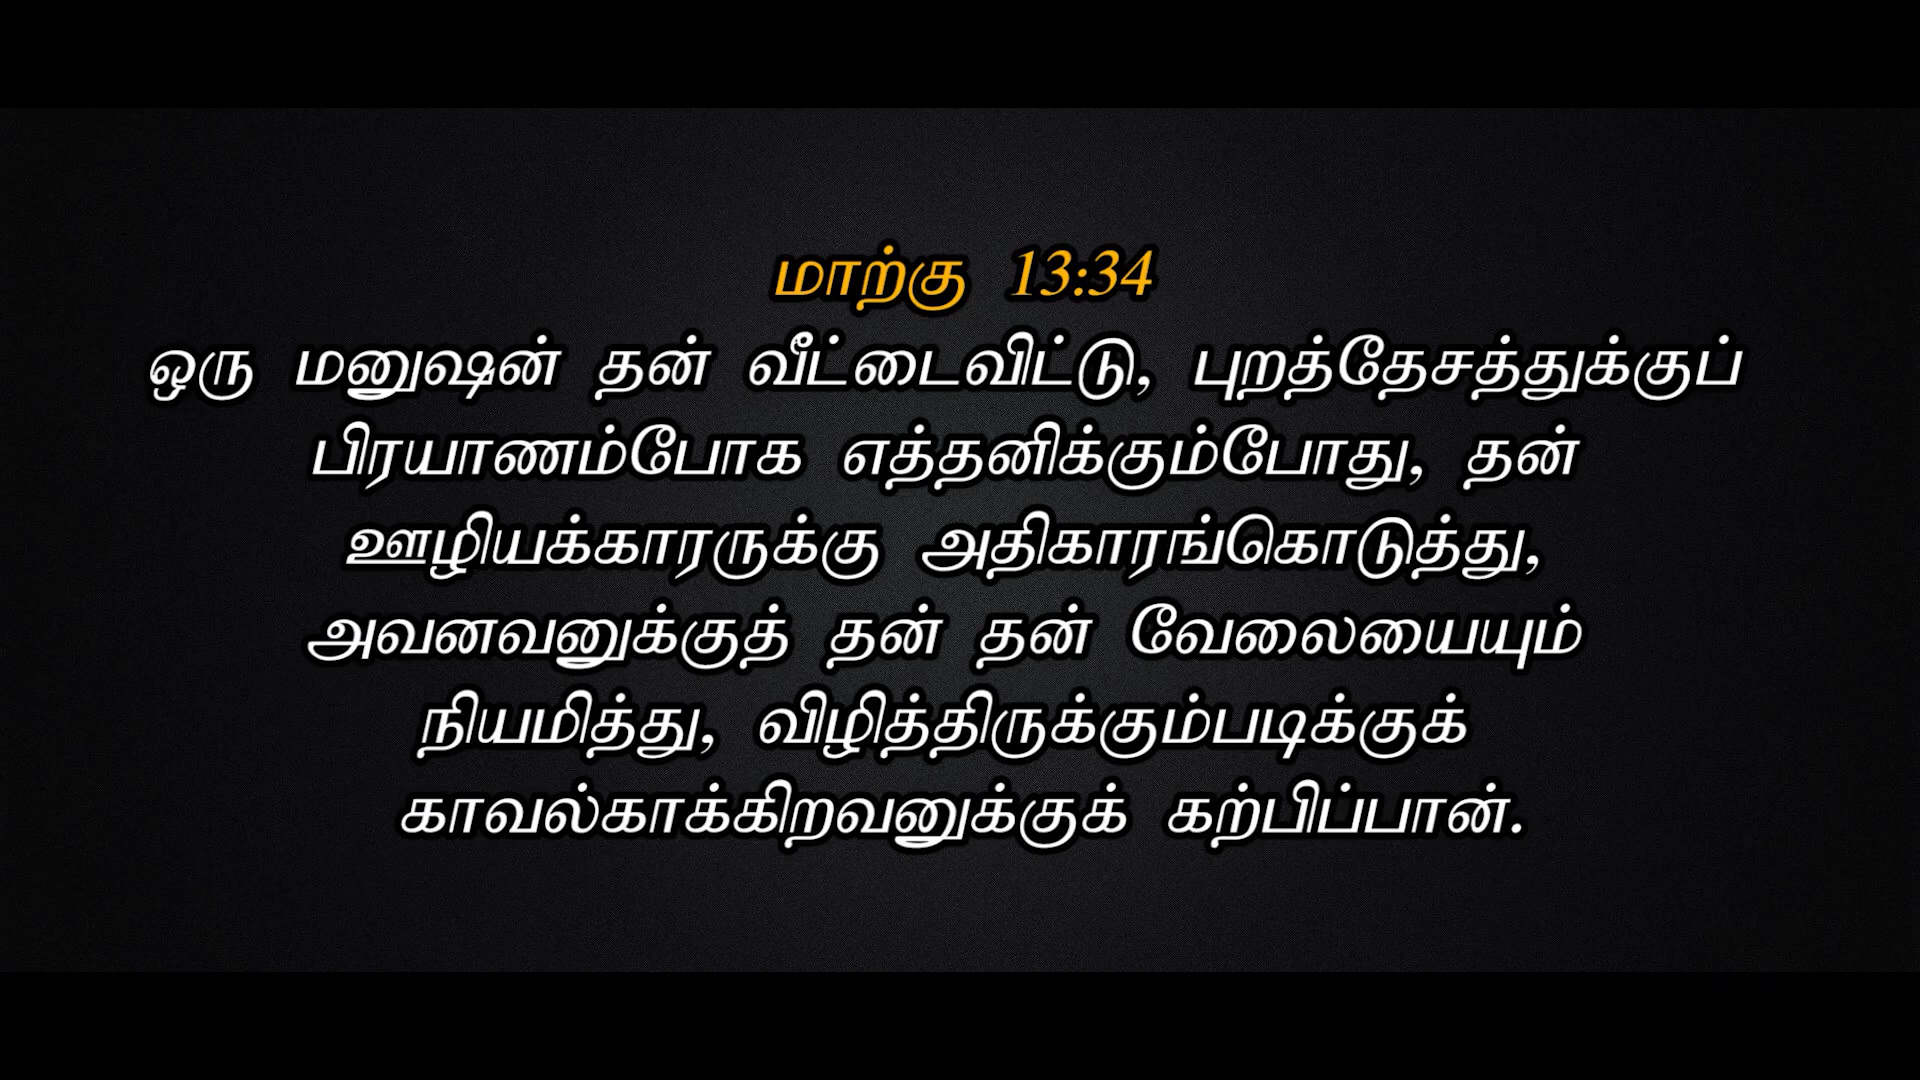 மாற்கு 13:34
ஒரு மனுஷன் தன் வீட்டைவிட்டு, புறத்தேசத்துக்குப்
பிரயாணம்போக எத்தனிக்கும்போது, தன்
ஊழியக்காரருக்கு அதிகாரங்கொடுத்து,
அவனவனுக்குத் தன் தன் வேலையையும்
நியமித்து, விழித்திருக்கும்படிக்குக்
காவல்காக்கிறவனுக்குக் கற்பிப்பான்.